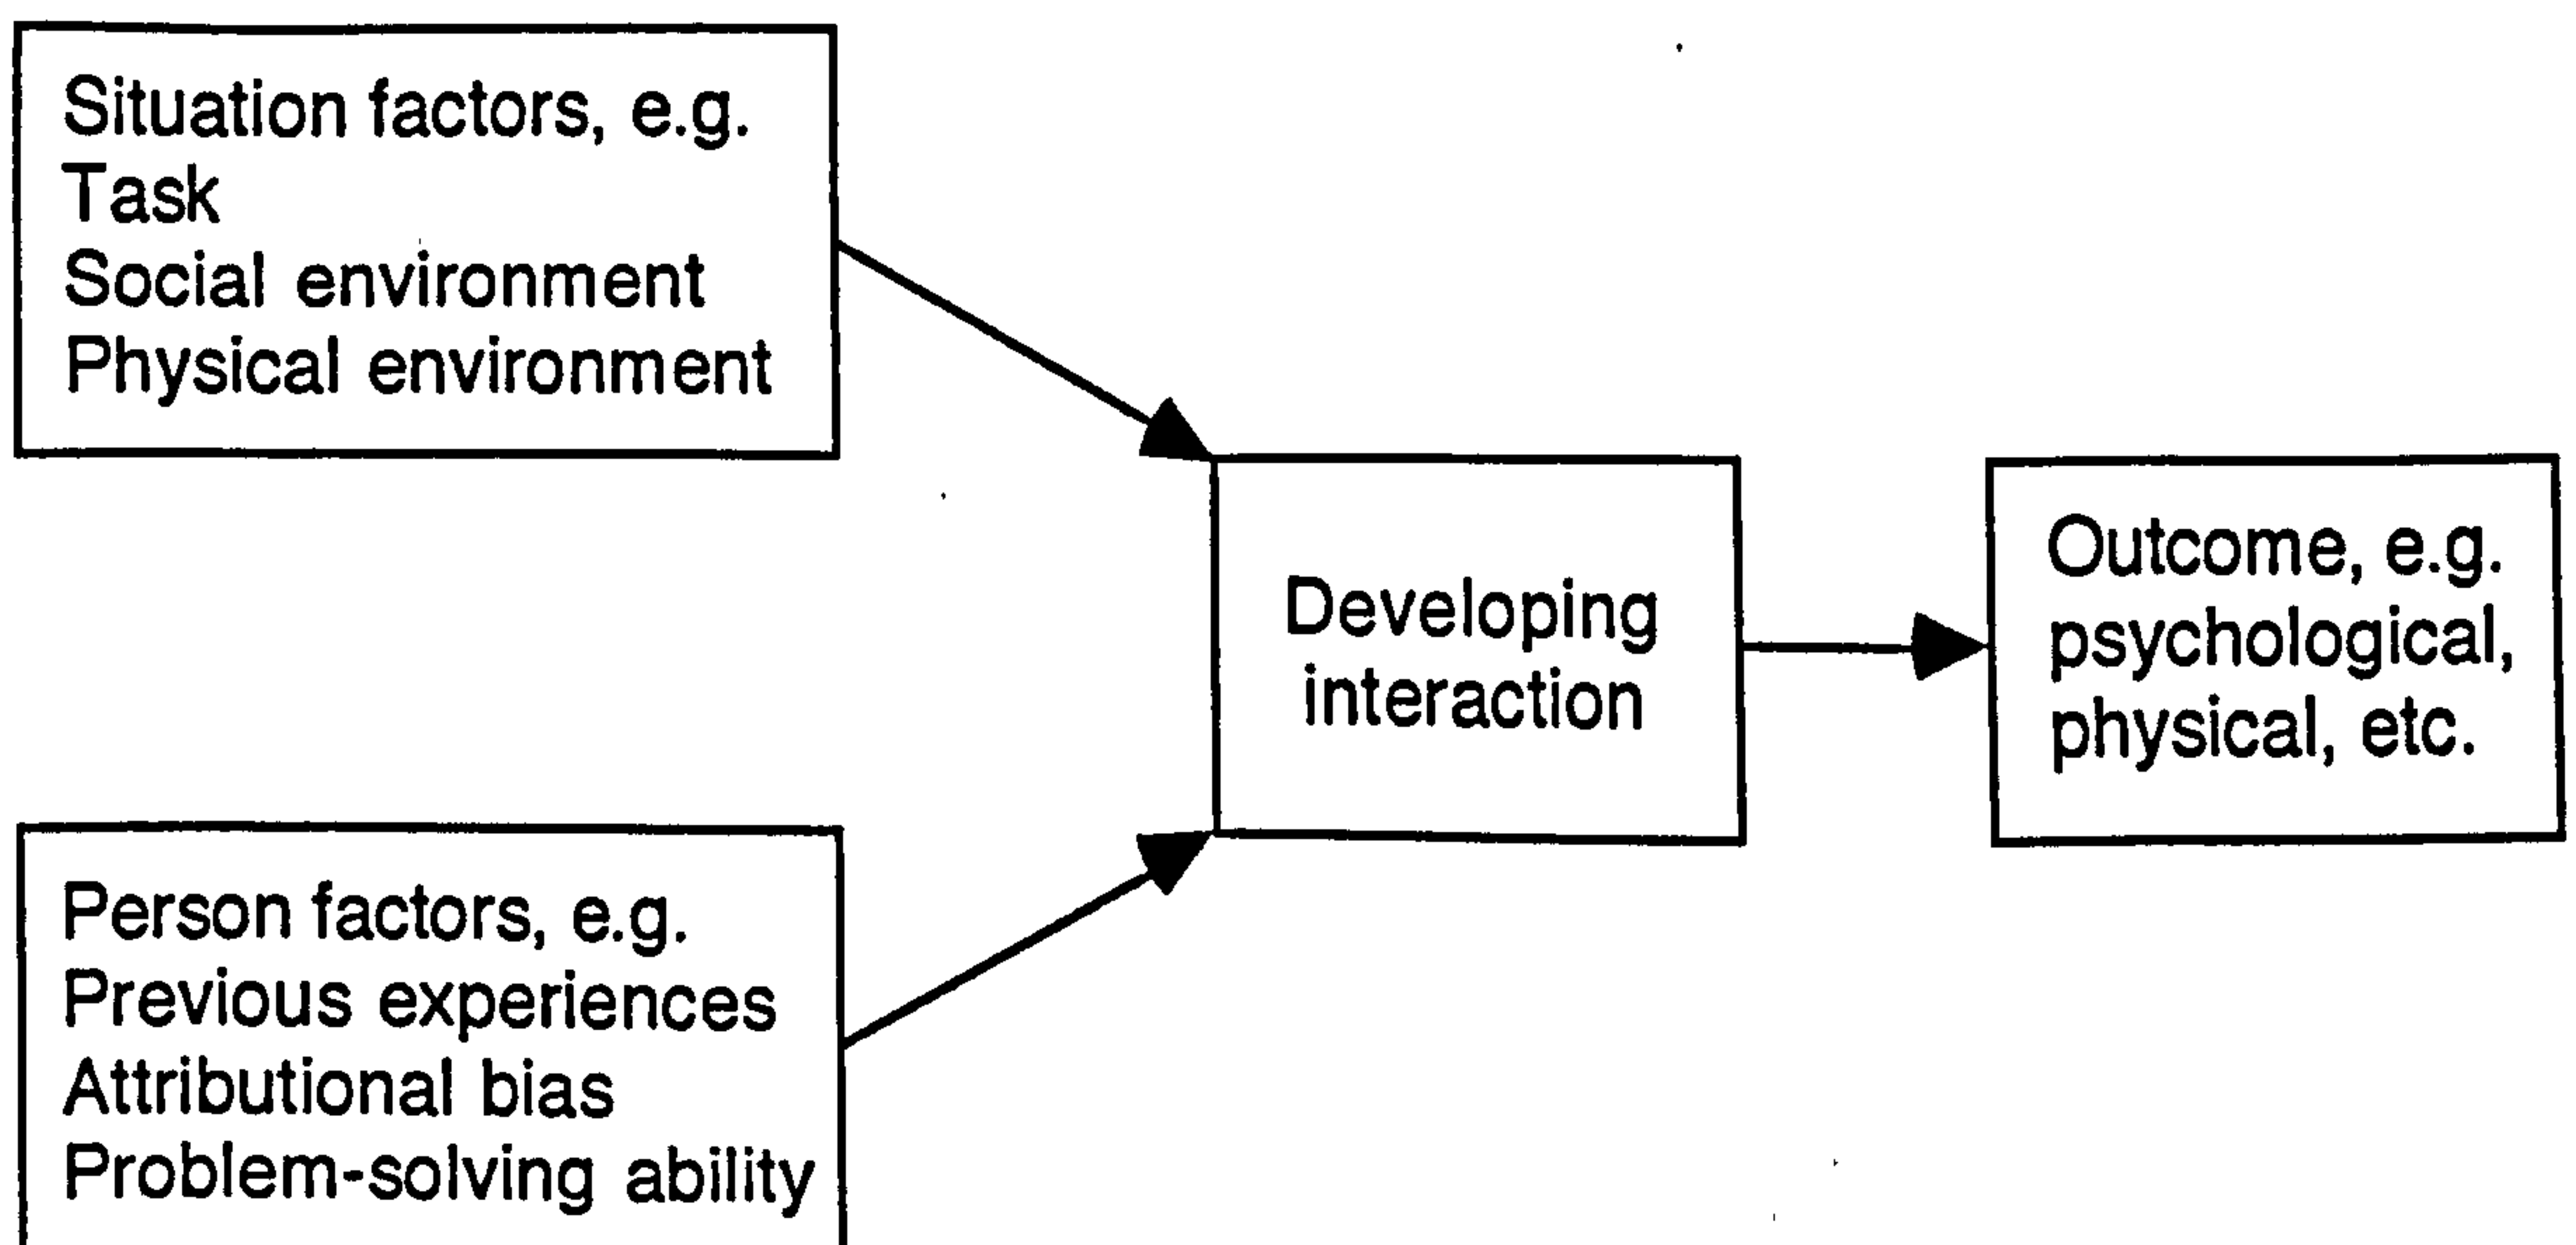 Situation factors, e.g.
Task
Social environment
Physical environment
Developing
interaction
Outcome, e.g.
psychological,
physical, etc.
Person factors, e.g.
Previous experiences
Attributional bias
Problem-solving ability